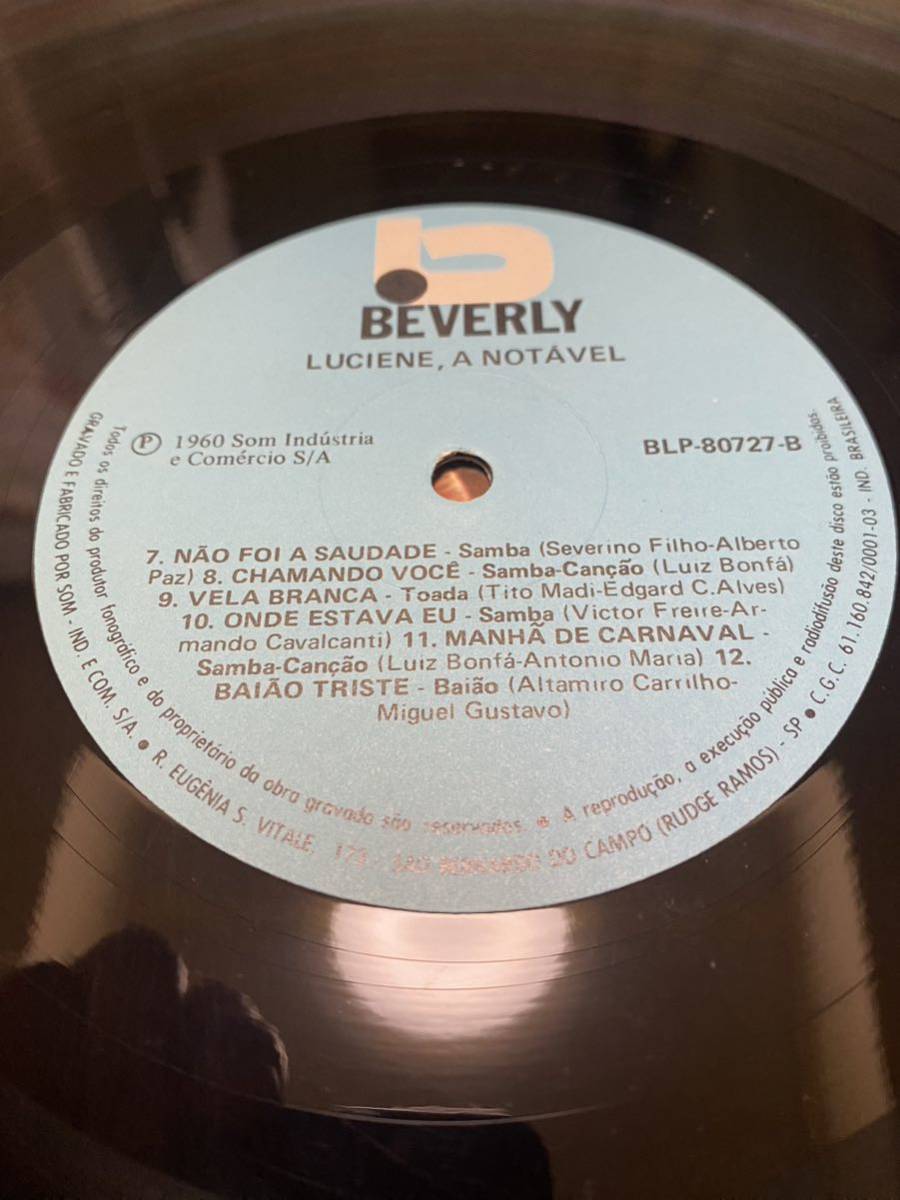 BEVERLY
LUCIENE, A NOTÁVEL
Ⓟ 1960 Som Indústria
e Comércio S/A
BLP-80727-B
7. NÃO FOI A SAUDADE - Samba (Severino Filho-Alberto
Paz) 8. CHAMANDO VOCÊ - Samba-Canção (Luiz Bonfá)
9. VELA BRANCA - Toada (Tito Madi-Edgard C.Alves)
10. ONDE ESTAVA EU - Samba (Victor Freire-Ar-
mando Cavalcanti) 11. MANHÃ DE CARNAVAL -
Samba-Canção (Luiz Bonfá-Antonio Maria) 12.
BAIÃO TRISTE - Baião (Altamiro Carrilho-
Miguel Gustavo)
Todos os direitos do produtor fonográfico e do proprietário da obra gravada são reservados. ● A reprodução, a execução pública e radiodifusão deste disco estão proibidas.
GRAVADO E FABRICADO POR SOM - IND. E COM. S/A. ● R. EUGÊNIA S. VITALE, 173 - SÃO BERNARDO DO CAMPO (RUDGE RAMOS) - SP ● C.G.C. 61.160.842/0001-03 - IND. BRASILEIRA